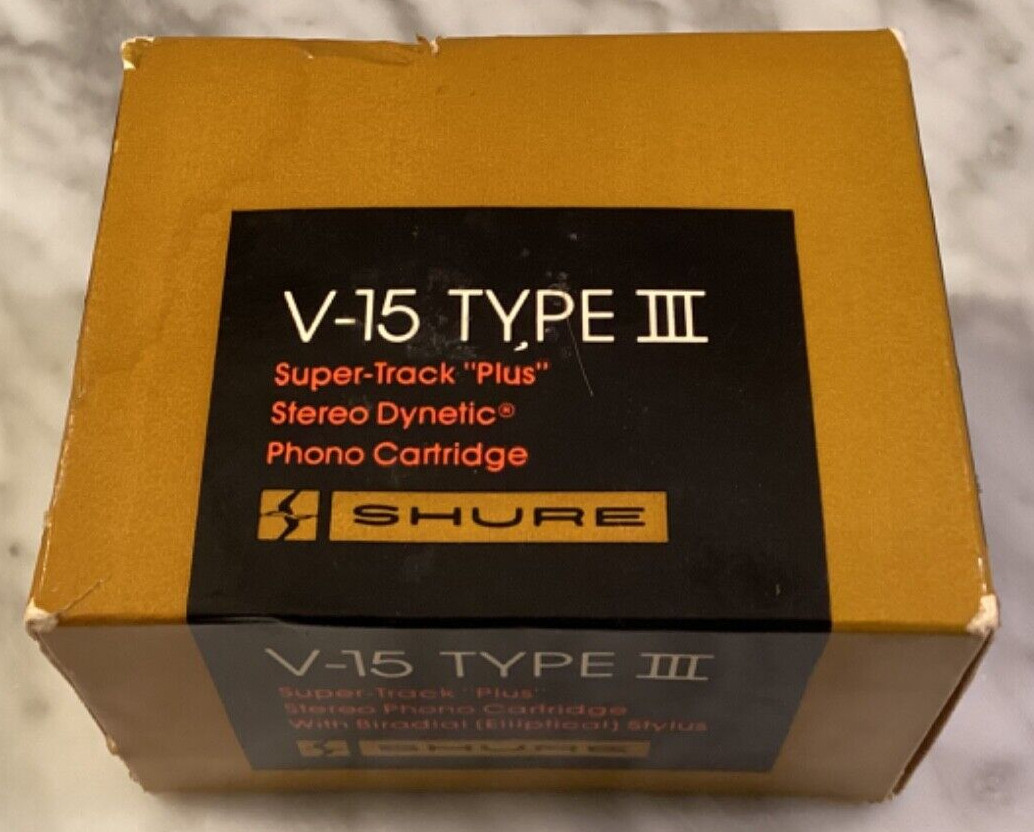 V-15 TYPE III
Super-Track "Plus"
Stereo Dynetic®
Phono Cartridge
SHURE
V-15 TYPE III
Super-Track "Plus"
Stereo Phono Cartridge
With Biradial (Elliptical) Stylus
SHURE